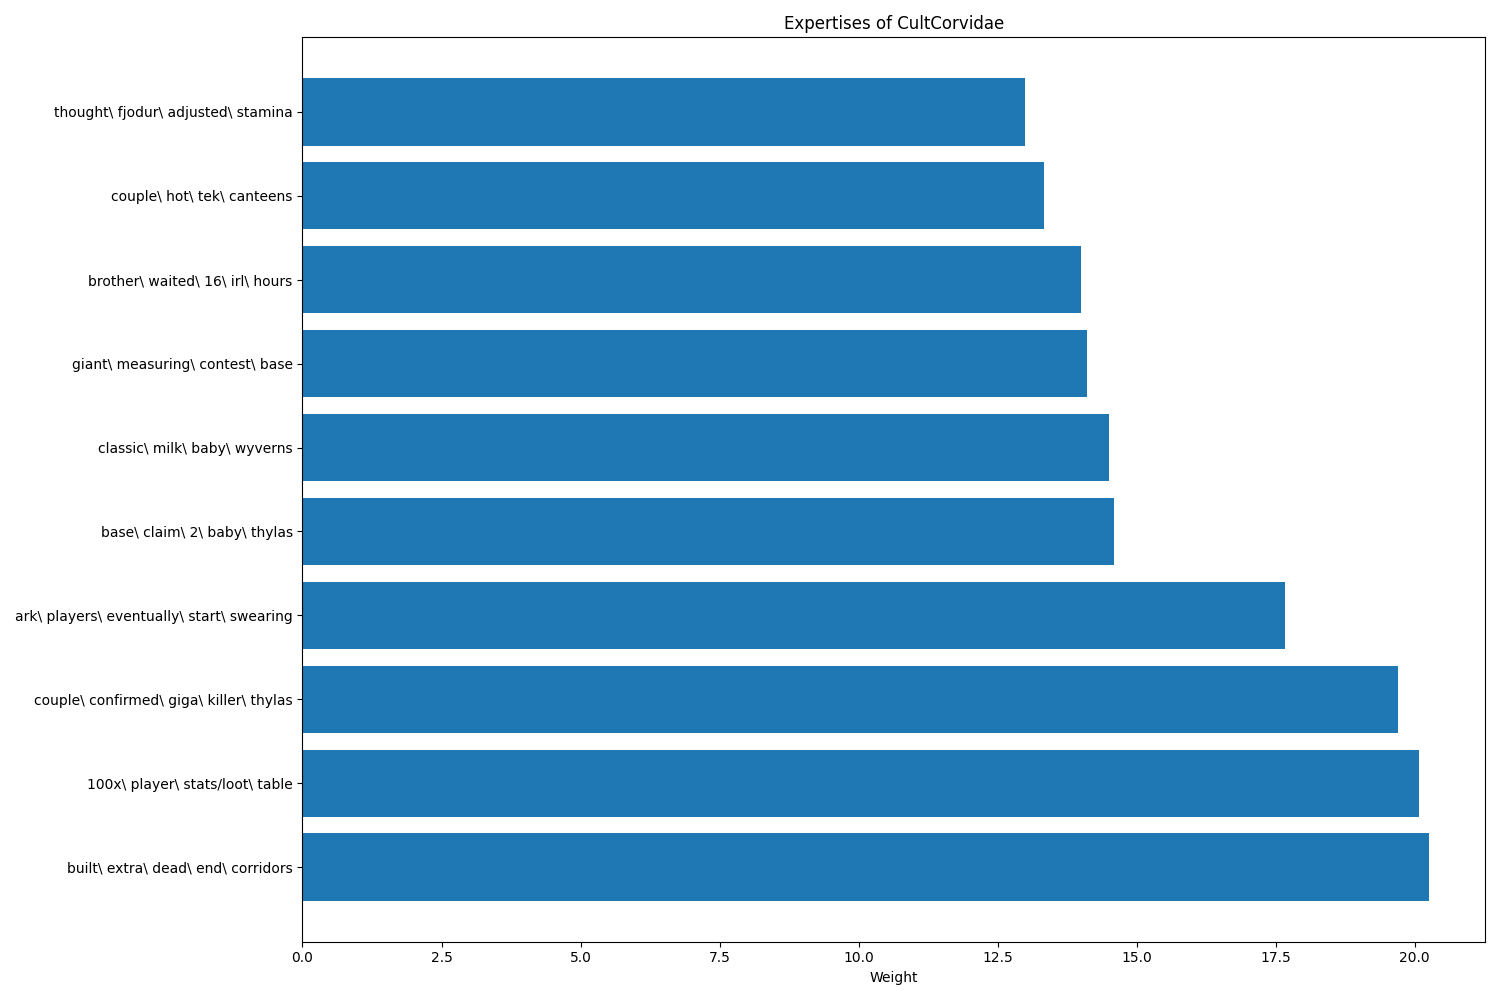 Expertises of CultCorvidae
thought\ fjodur\ adjusted\ stamina
couple\ hot\ tek\ canteens
brother\ waited\ 16\ irl\ hours
giant\ measuring\ contest\ base
classic\ milk\ baby\ wyverns
base\ claim\ 2\ baby\ thylas
ark\ players\ eventually\ start\ swearing
couple\ confirmed\ giga\ killer\ thylas
100x\ player\ stats/loot\ table
built\ extra\ dead\ end\ corridors
0.0 2.5 5.0 7.5 10.0 12.5 15.0 17.5 20.0
Weight